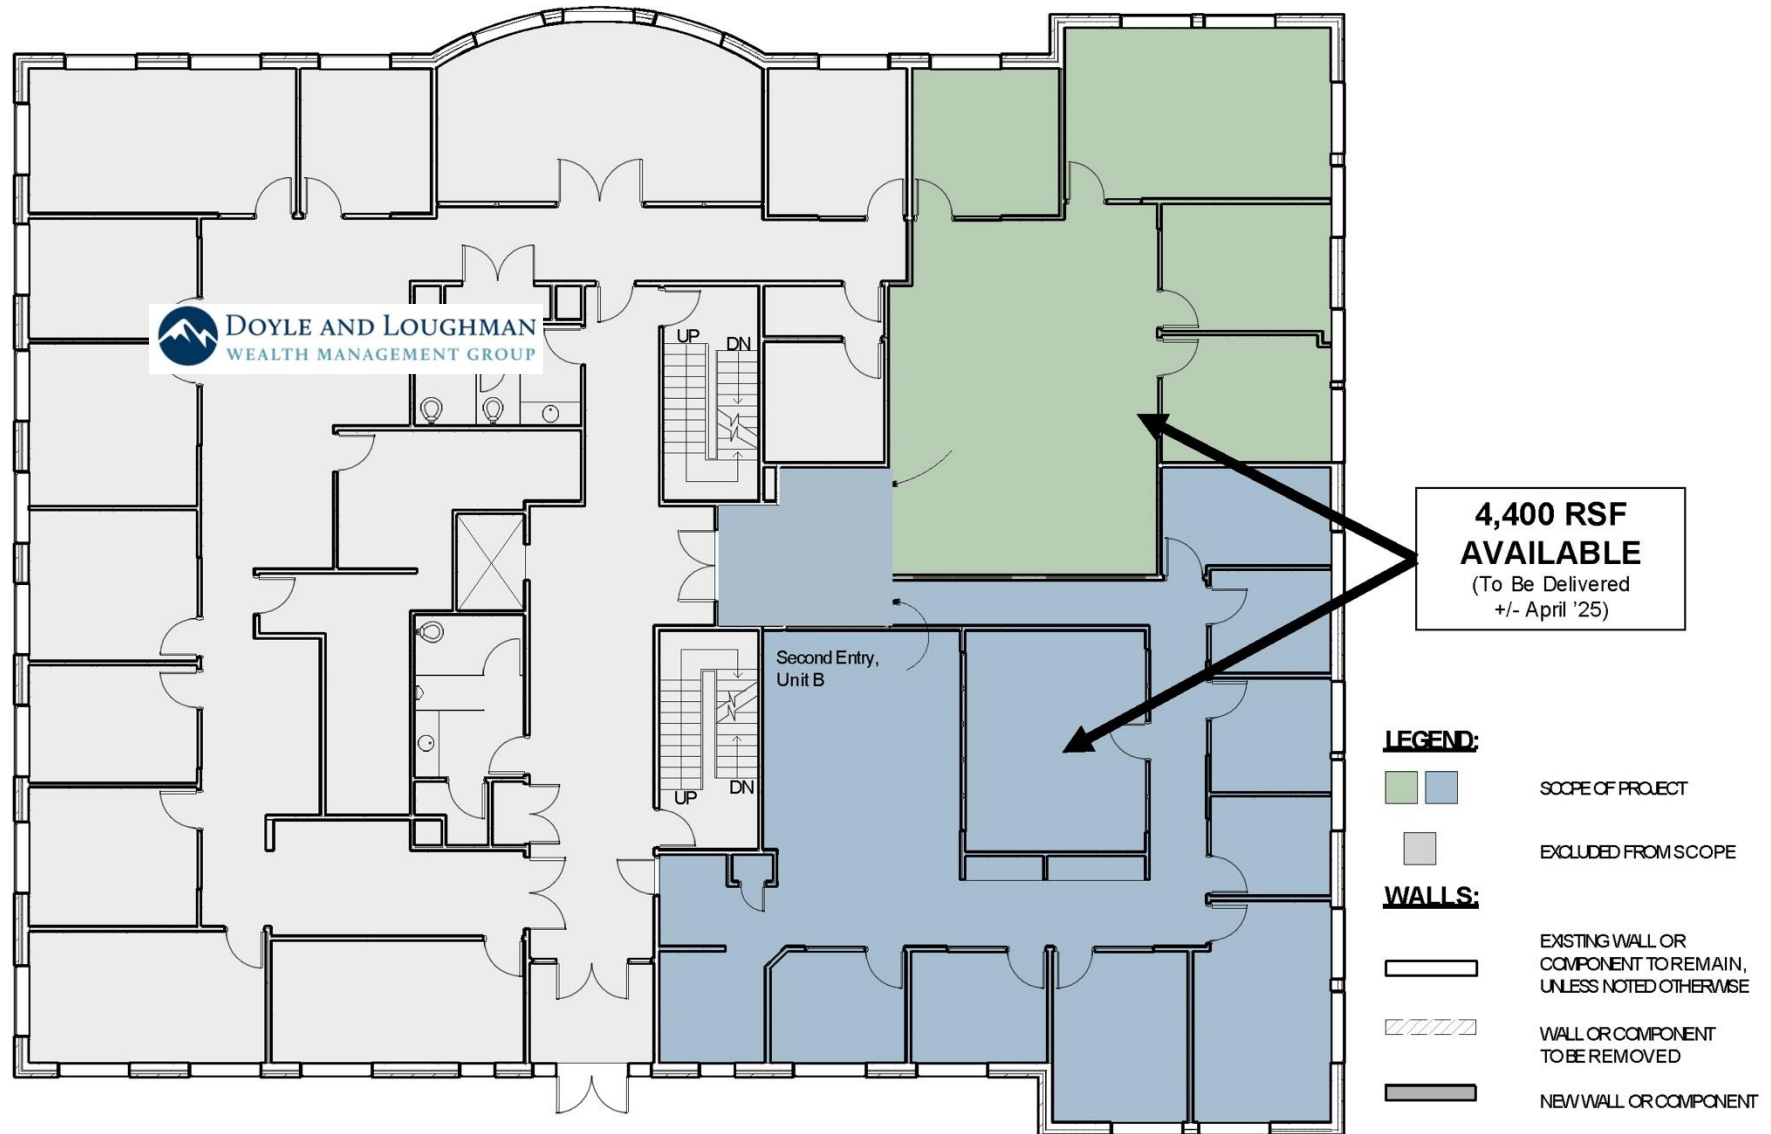 DOYLE AND LOUGHMAN
WEALTH MANAGEMENT GROUP
UP
DN
4,400 RSF
AVAILABLE
(To Be Delivered
+/- April '25)
Second Entry,
Unit B
UP
DN
LEGEND:
SCOPE OF PROJECT
EXCLUDED FROM SCOPE
WALLS:
EXISTING WALL OR
COMPONENT TO REMAIN,
UNLESS NOTED OTHERWISE
WALL OR COMPONENT
TO BE REMOVED
NEW WALL OR COMPONENT